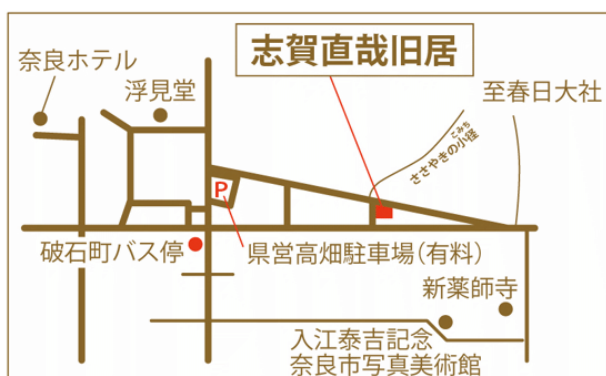 志賀直哉旧居
奈良ホテル
浮見堂
至春日大社
こみち
ささやきの小径
P
破石町バス停
県営高畑駐車場(有料)
新薬師寺
入江泰吉記念
奈良市写真美術館